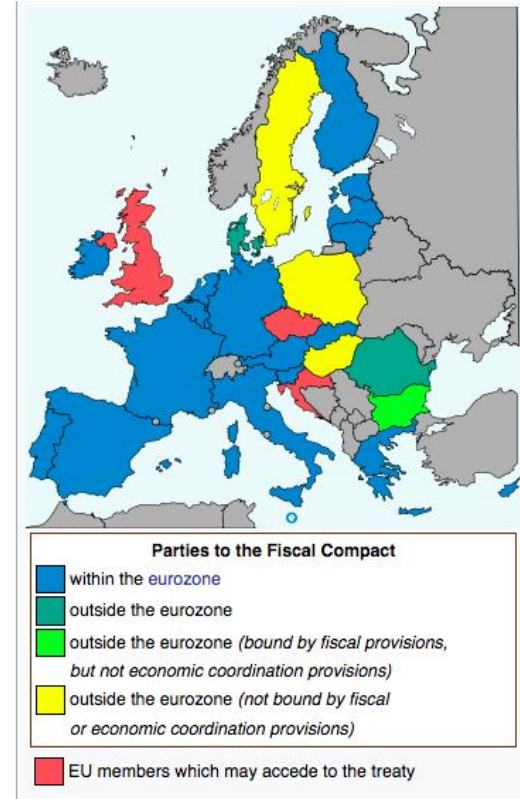 Parties to the Fiscal Compact
within the eurozone
outside the eurozone
outside the eurozone (bound by fiscal provisions,
but not economic coordination provisions)
outside the eurozone (not bound by fiscal
or economic coordination provisions)
EU members which may accede to the treaty